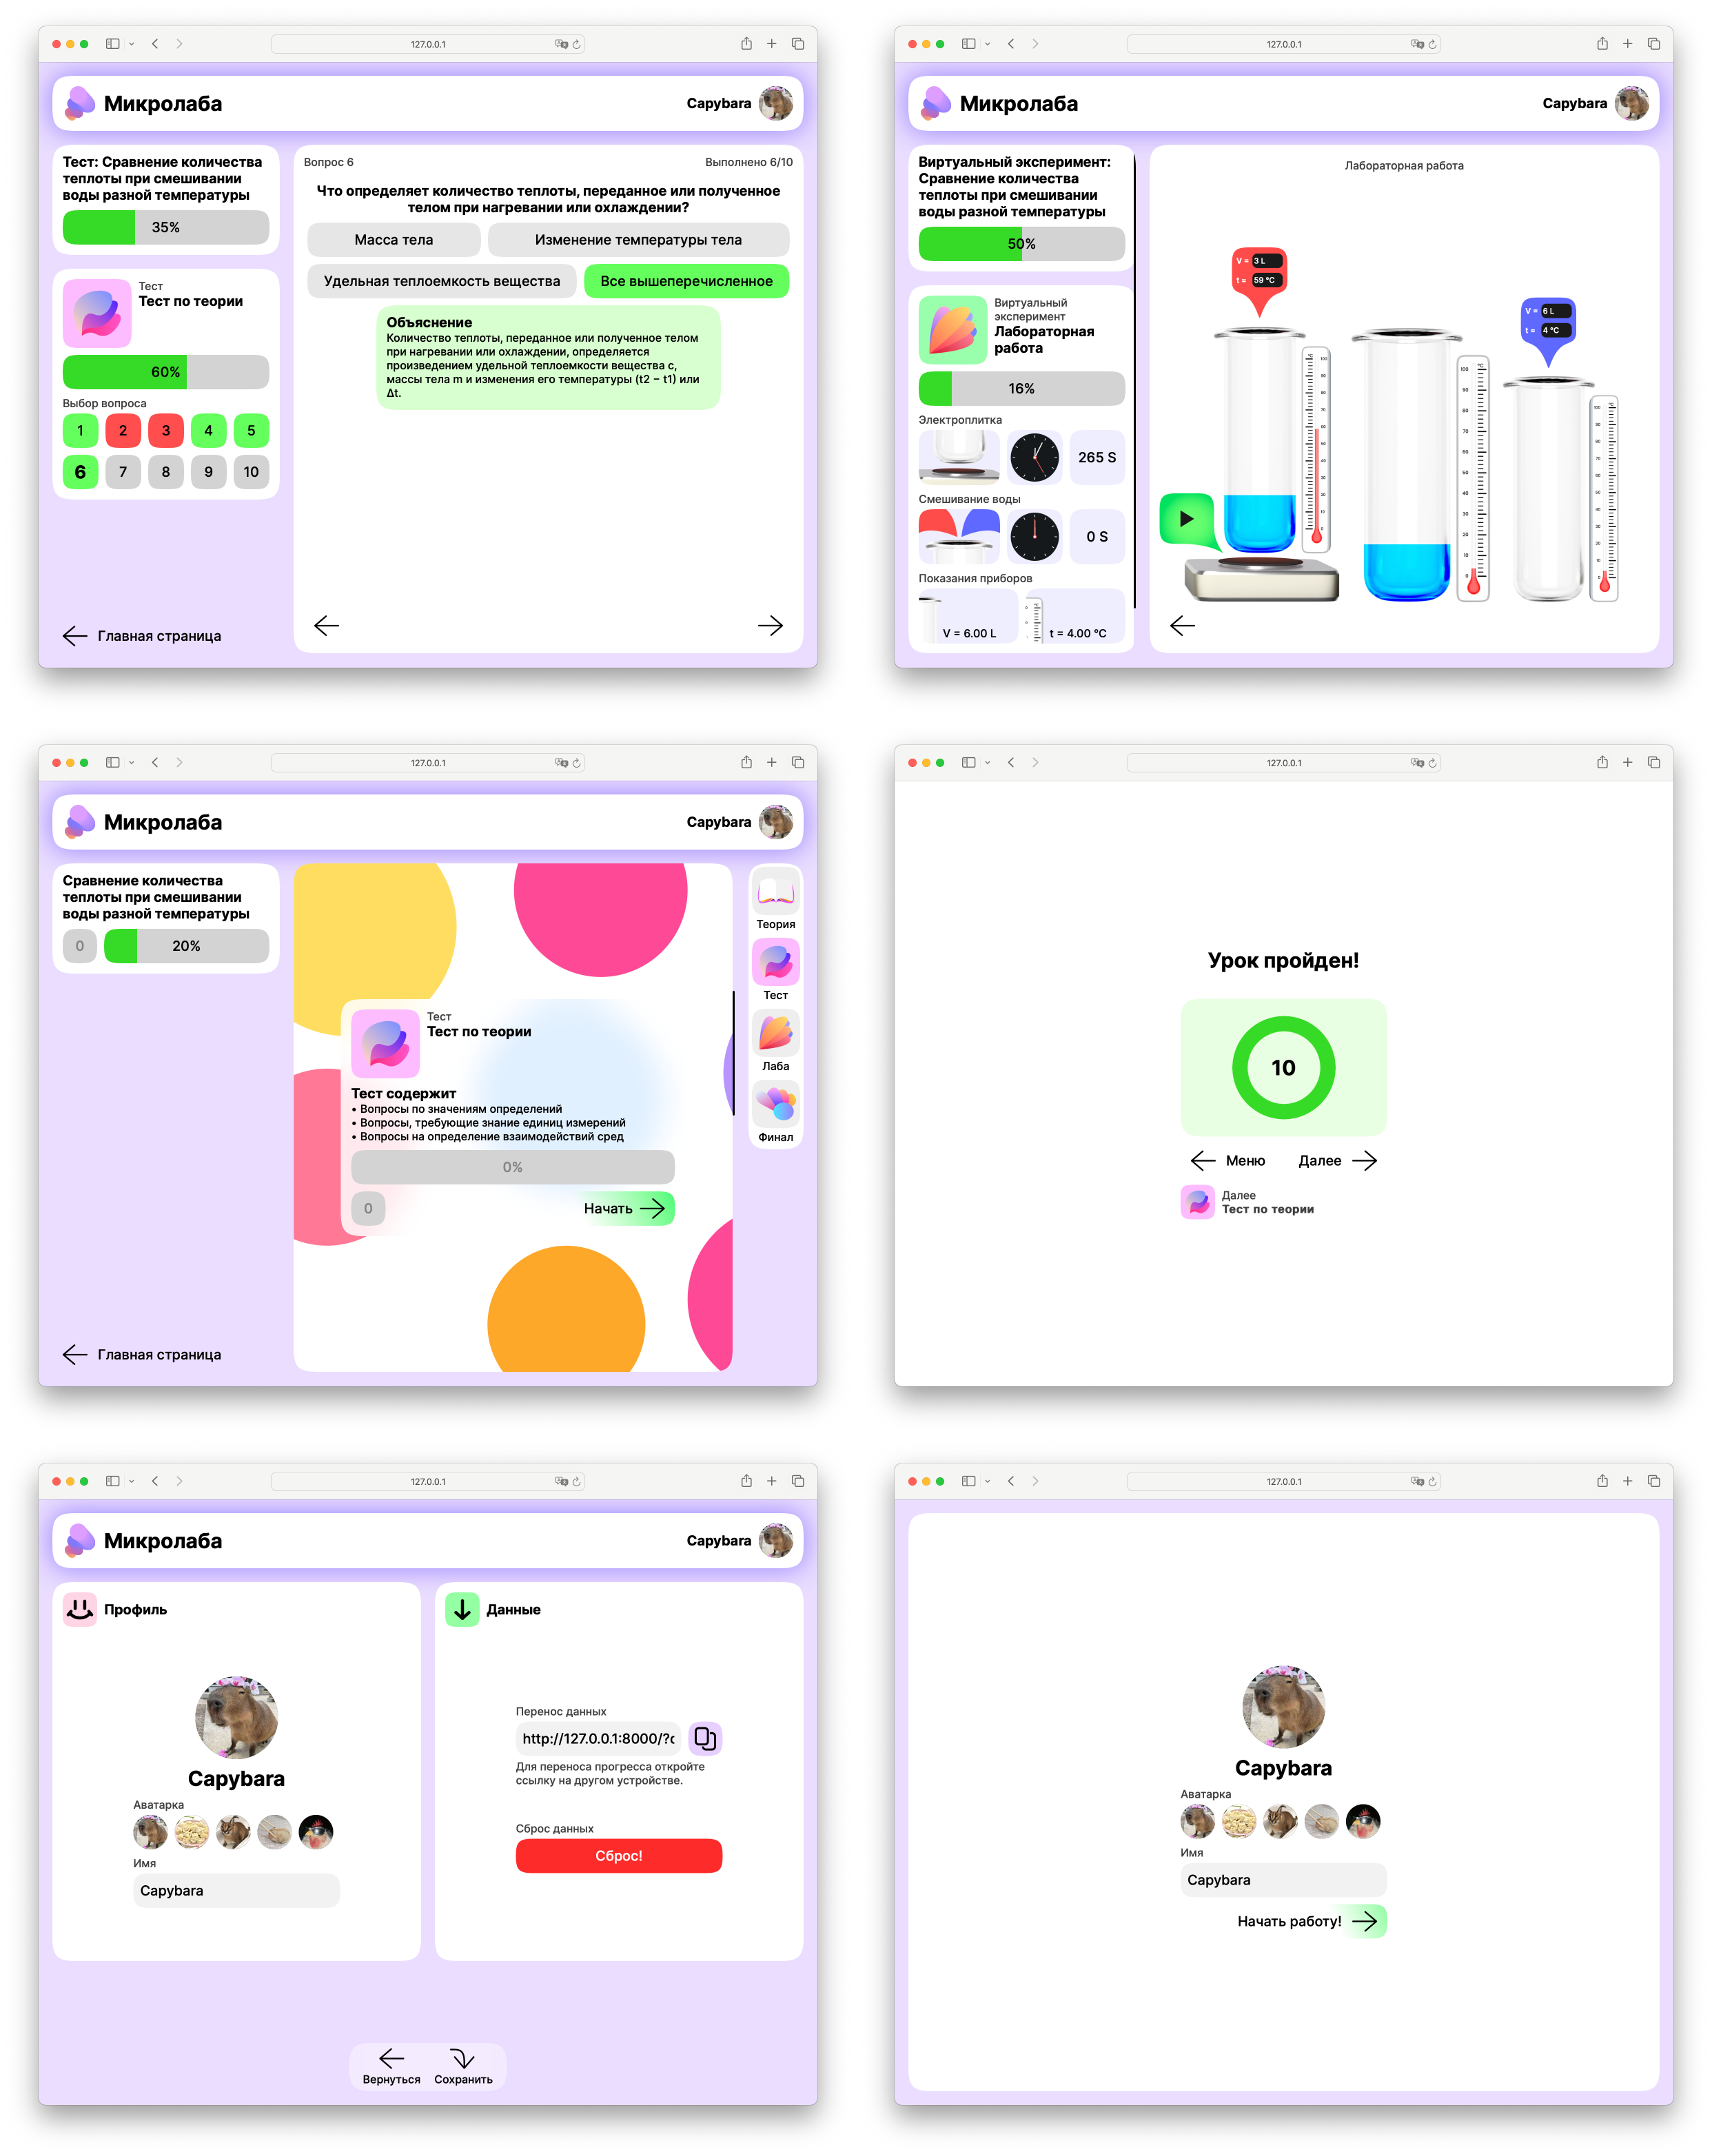 127.0.0.1
Микролаба
Capybara
Тест: Сравнение количества
теплоты при смешивании
воды разной температуры
35%
Тест
Тест по теории
60%
Выбор вопроса
1 2 3 4 5
6 7 8 9 10
Главная страница
Вопрос 6
Выполнено 6/10
Что определяет количество теплоты, переданное или полученное
телом при нагревании или охлаждении?
Масса тела
Изменение температуры тела
Удельная теплоемкость вещества
Все вышеперечисленное
Объяснение
Количество теплоты, переданное или полученное телом
при нагревании или охлаждении, определяется
произведением удельной теплоемкости вещества c,
массы тела m и изменения его температуры (t2 − t1) или
Δt.
127.0.0.1
Микролаба
Capybara
Виртуальный эксперимент:
Сравнение количества
теплоты при смешивании
воды разной температуры
50%
Виртуальный
эксперимент
Лабораторная
работа
16%
Электроплитка
265 S
Смешивание воды
0 S
Показания приборов
V = 6.00 L
t = 4.00 °C
Лабораторная работа
V = 3 L
t = 59 °C
V = 6 L
t = 4 °C
127.0.0.1
Микролаба
Capybara
Сравнение количества
теплоты при смешивании
воды разной температуры
0
20%
Главная страница
Тест
Тест по теории
Тест содержит
• Вопросы по значениям определений
• Вопросы, требующие знание единиц измерений
• Вопросы на определение взаимодействий сред
0%
0
Начать
Теория
Тест
Лаба
Финал
127.0.0.1
Урок пройден!
10
Меню
Далее
Далее
Тест по теории
127.0.0.1
Микролаба
Capybara
Профиль
Capybara
Аватарка
Имя
Capybara
Данные
Перенос данных
http://127.0.0.1:8000/?c
Для переноса прогресса откройте
ссылку на другом устройстве.
Сброс данных
Сброс!
Вернуться
Сохранить
127.0.0.1
Capybara
Аватарка
Имя
Capybara
Начать работу!